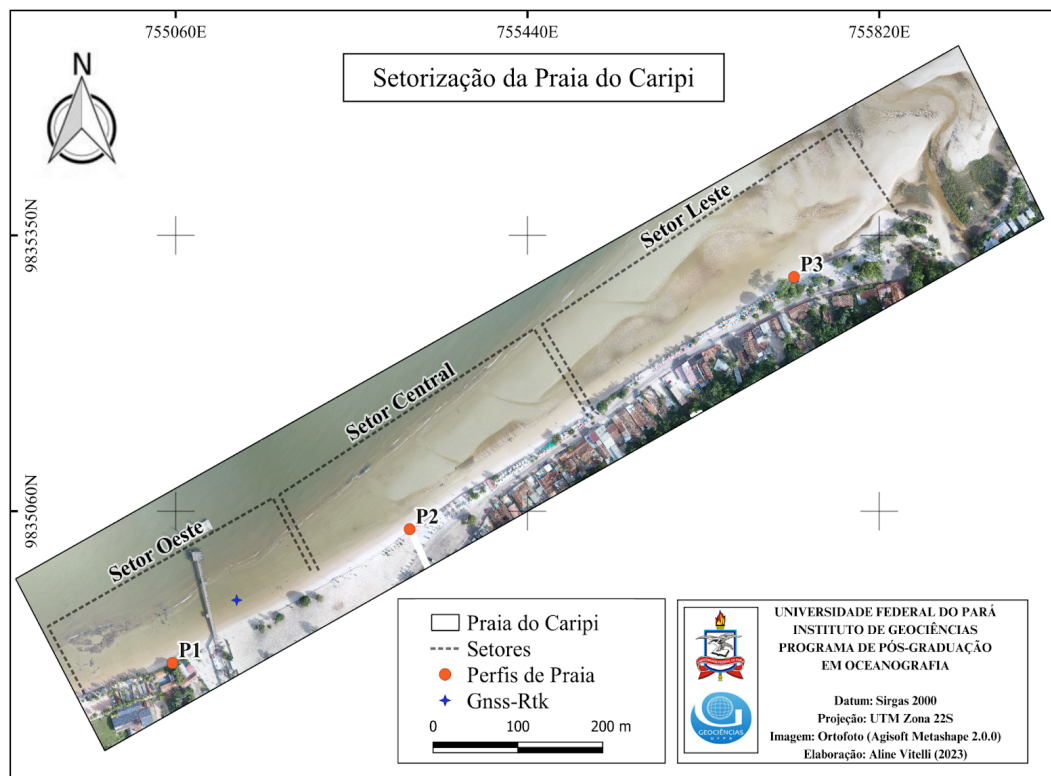 755060E
755440E
755820E
N
Setorização da Praia do Caripi
9835350N
9835060N
Setor Leste
P3
Setor Central
P2
Setor Oeste
P1
Praia do Caripi
Setores
Perfis de Praia
Gnss-Rtk
0 100 200 m
UNIVERSIDADE FEDERAL DO PARÁ
INSTITUTO DE GEOCIÊNCIAS
PROGRAMA DE PÓS-GRADUAÇÃO
EM OCEANOGRAFIA
GEOCIÊNCIAS
UFPA
Datum: Sirgas 2000
Projeção: UTM Zona 22S
Imagem: Ortofoto (Agisoft Metashape 2.0.0)
Elaboração: Aline Vitelli (2023)